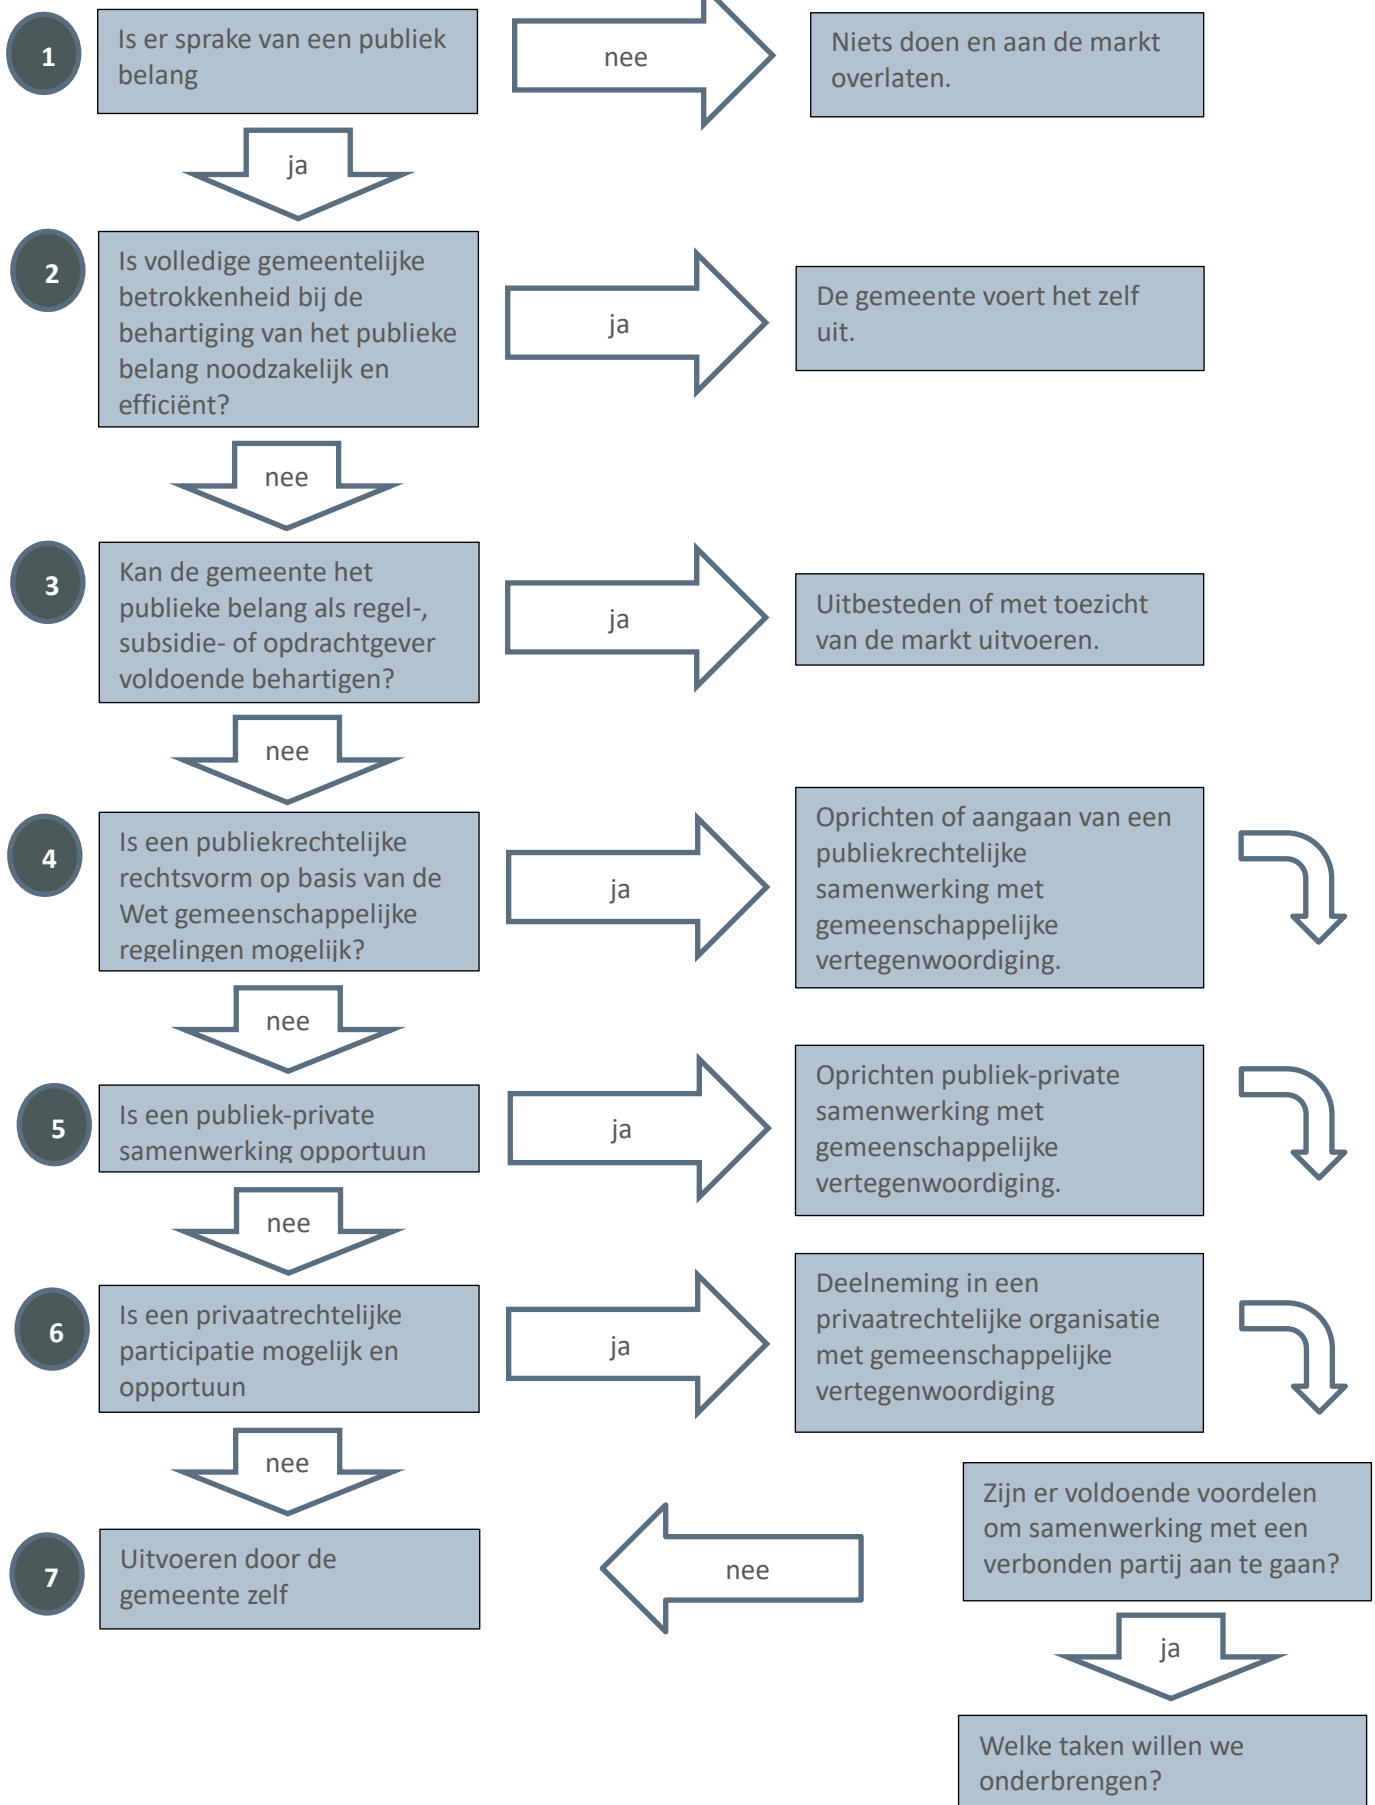 1
Is er sprake van een publiek
belang
nee
Niets doen en aan de markt
overlaten.
ja
2
Is volledige gemeentelijke
betrokkenheid bij de
behartiging van het publieke
belang noodzakelijk en
efficiënt?
ja
De gemeente voert het zelf
uit.
nee
3
Kan de gemeente het
publieke belang als regel-,
subsidie- of opdrachtgever
voldoende behartigen?
ja
Uitbesteden of met toezicht
van de markt uitvoeren.
nee
4
Is een publiekrechtelijke
rechtsvorm op basis van de
Wet gemeenschappelijke
regelingen mogelijk?
ja
Oprichten of aangaan van een
publiekrechtelijke
samenwerking met
gemeenschappelijke
vertegenwoordiging.
nee
5
Is een publiek-private
samenwerking opportuun
ja
Oprichten publiek-private
samenwerking met
gemeenschappelijke
vertegenwoordiging.
nee
6
Is een privaatrechtelijke
participatie mogelijk en
opportuun
ja
Deelneming in een
privaatrechtelijke organisatie
met gemeenschappelijke
vertegenwoordiging
nee
7
Uitvoeren door de
gemeente zelf
nee
Zijn er voldoende voordelen
om samenwerking met een
verbonden partij aan te gaan?
ja
Welke taken willen we
onderbrengen?